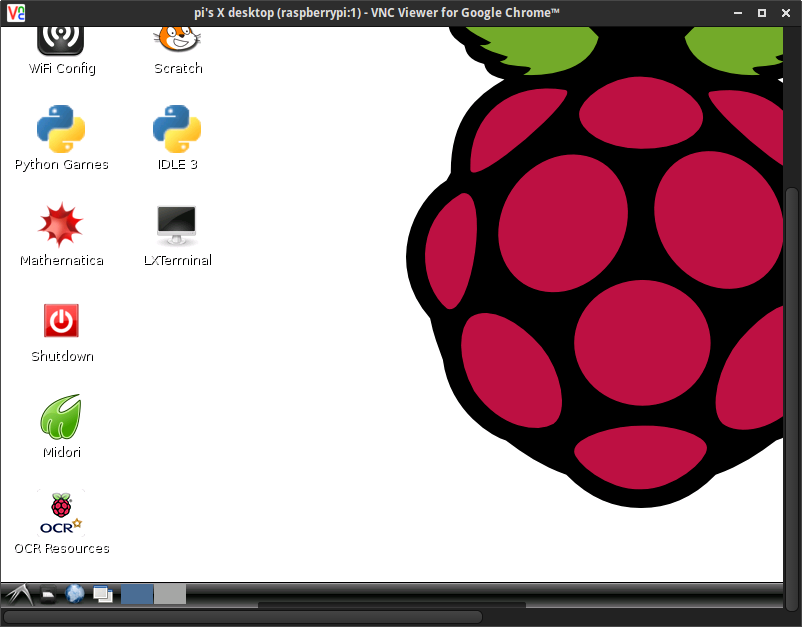 VNC
pi's X desktop (raspberrypi:1) - VNC Viewer for Google Chrome™
WiFi Config
Scratch
Python Games
IDLE 3
Mathematica
LXTerminal
Shutdown
Midori
OCR
OCR Resources